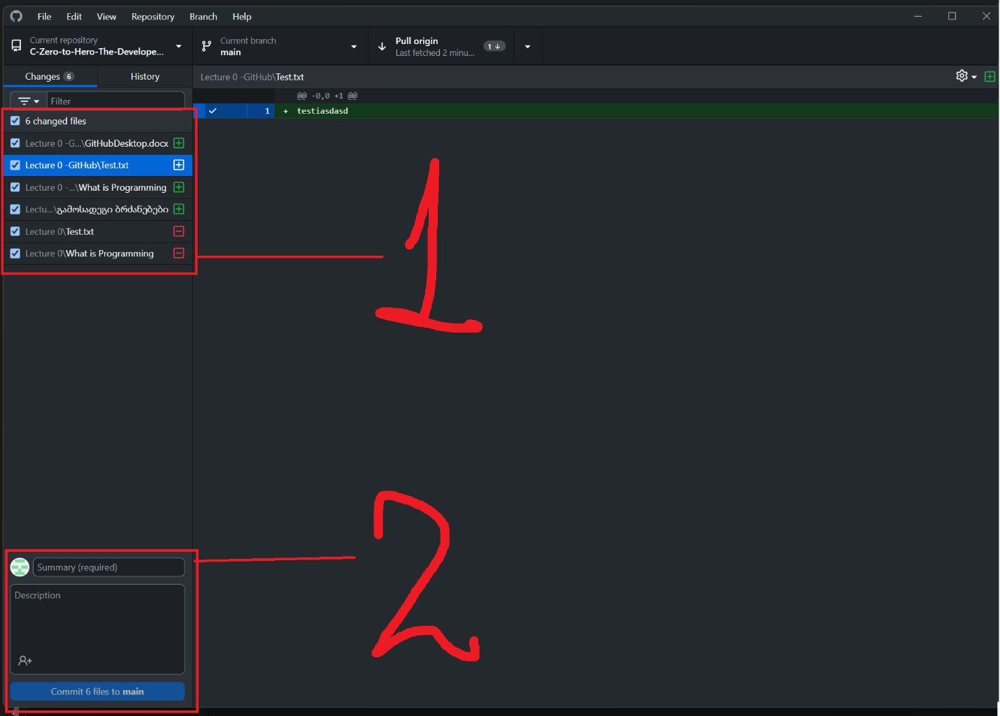 File Edit View Repository Branch Help
Current repository
C-Zero-to-Hero-The-Develope...
Current branch
main
Pull origin
Last fetched 2 minu...
1
Changes 6
History
Lecture 0 -GitHub\Test.txt
Filter
@@ -0,0 +1 @@
1 + testiasdasd
6 changed files
Lecture 0 -G...\GitHubDesktop.docx
Lecture 0 -GitHub\Test.txt
Lecture 0 -...\What is Programming
Lectu...\გამოსადეგი ბრძანებები
Lecture 0\Test.txt
Lecture 0\What is Programming
1
2
Summary (required)
Description
Commit 6 files to main